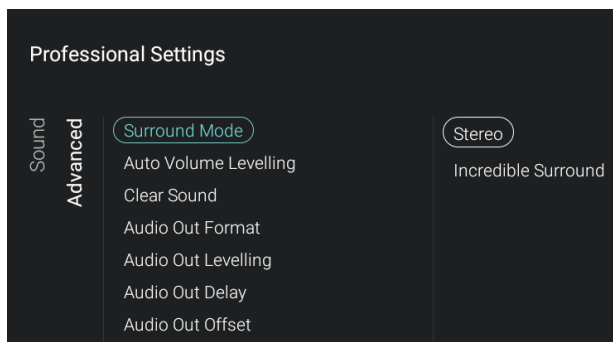 Professional Settings
Sound
Advanced
Surround Mode
Auto Volume Levelling
Clear Sound
Audio Out Format
Audio Out Levelling
Audio Out Delay
Audio Out Offset
Stereo
Incredible Surround